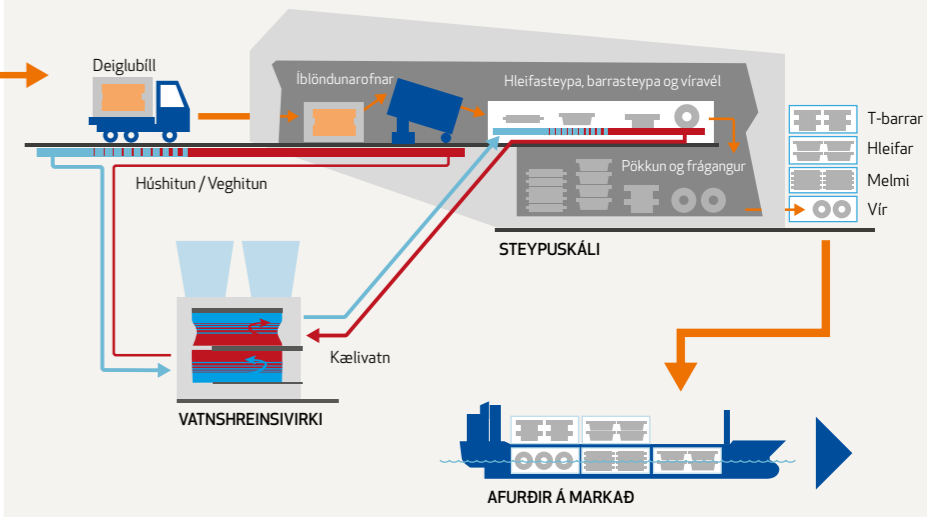 Deiglubíll
Íblöndunarofnar
Hleifasteypa, barrasteypa og víravél
T-barrar
Hleifar
Melmi
Vír
Pökkun og frágangur
Húshitun / Veghitun
STEYPUSKÁLI
Kælivatn
VATNSHREINSIVIRKI
AFURÐIR Á MARKAÐ